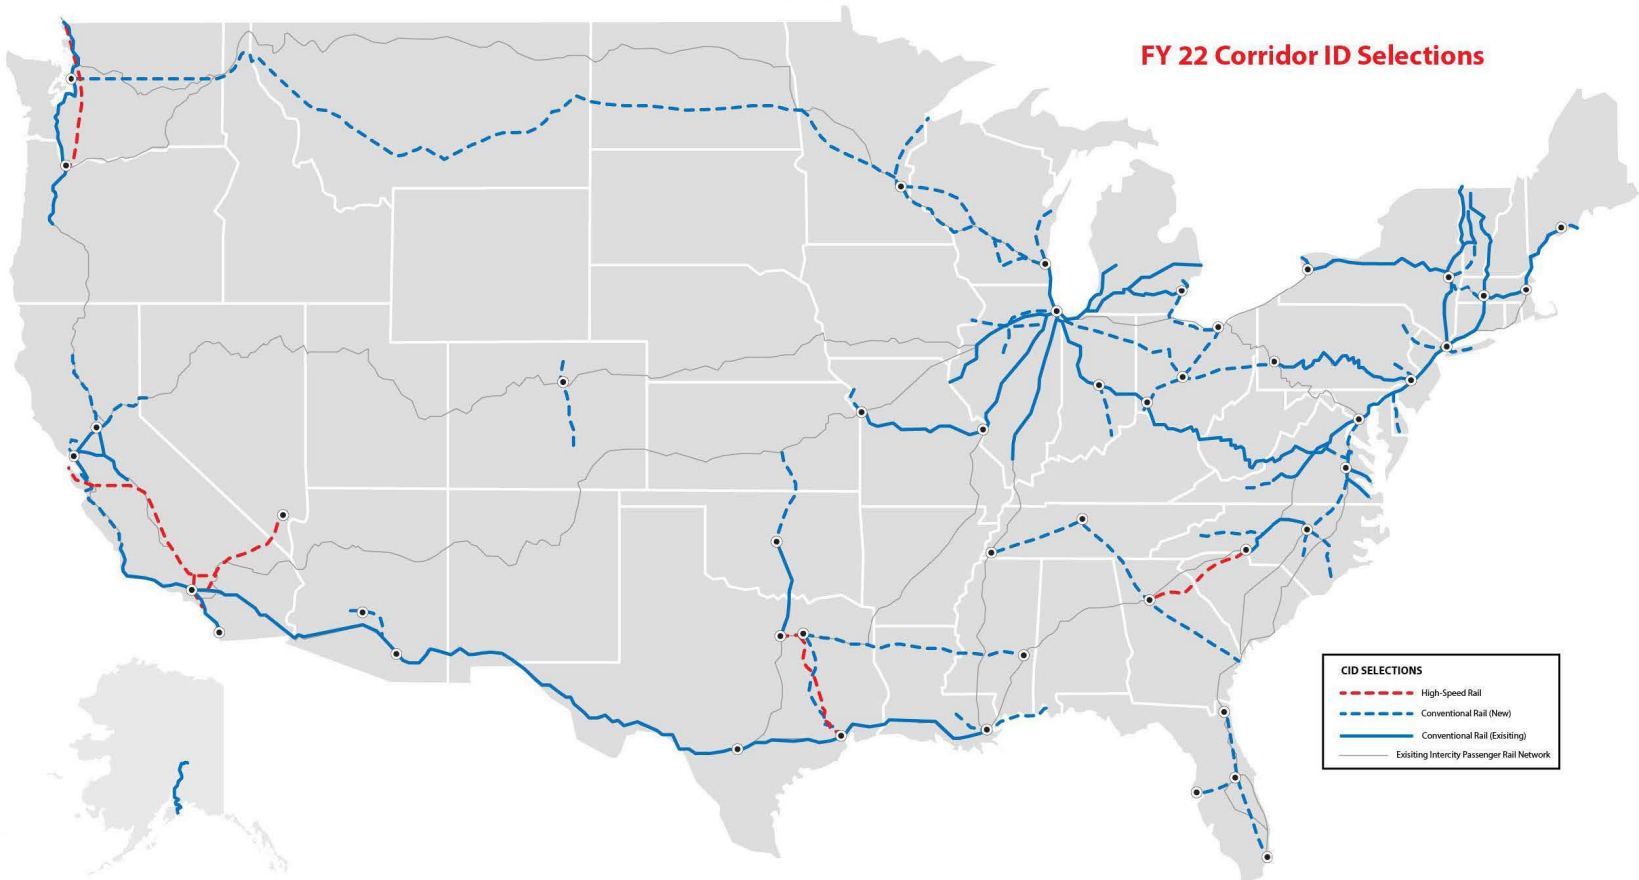 FY 22 Corridor ID Selections
CID SELECTIONS
High-Speed Rail
Conventional Rail (New)
Conventional Rail (Exisiting)
Exisiting Intercity Passenger Rail Network